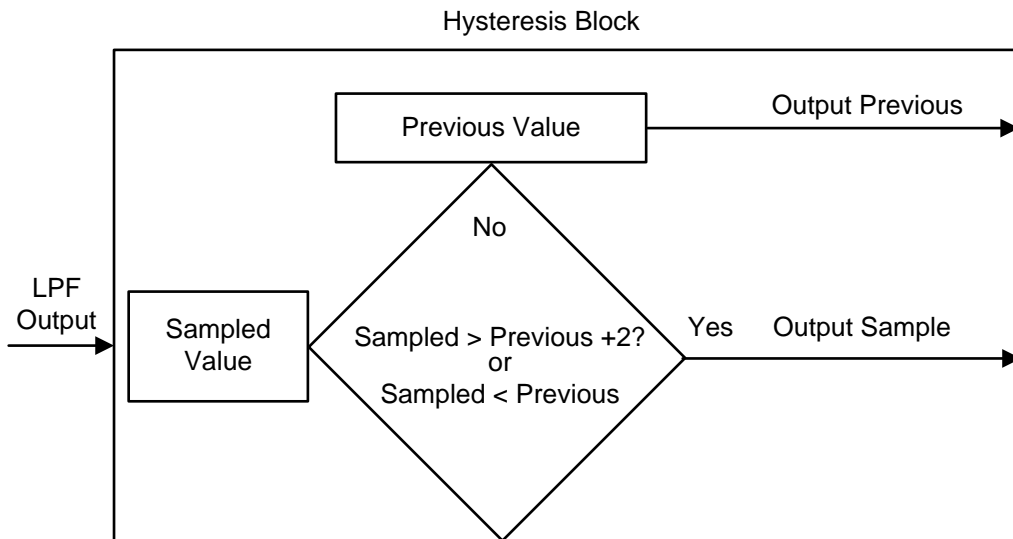 Hysteresis Block
Previous Value
Output Previous
No
LPF
Output
Sampled
Value
Sampled > Previous +2?
or
Sampled < Previous
Yes
Output Sample